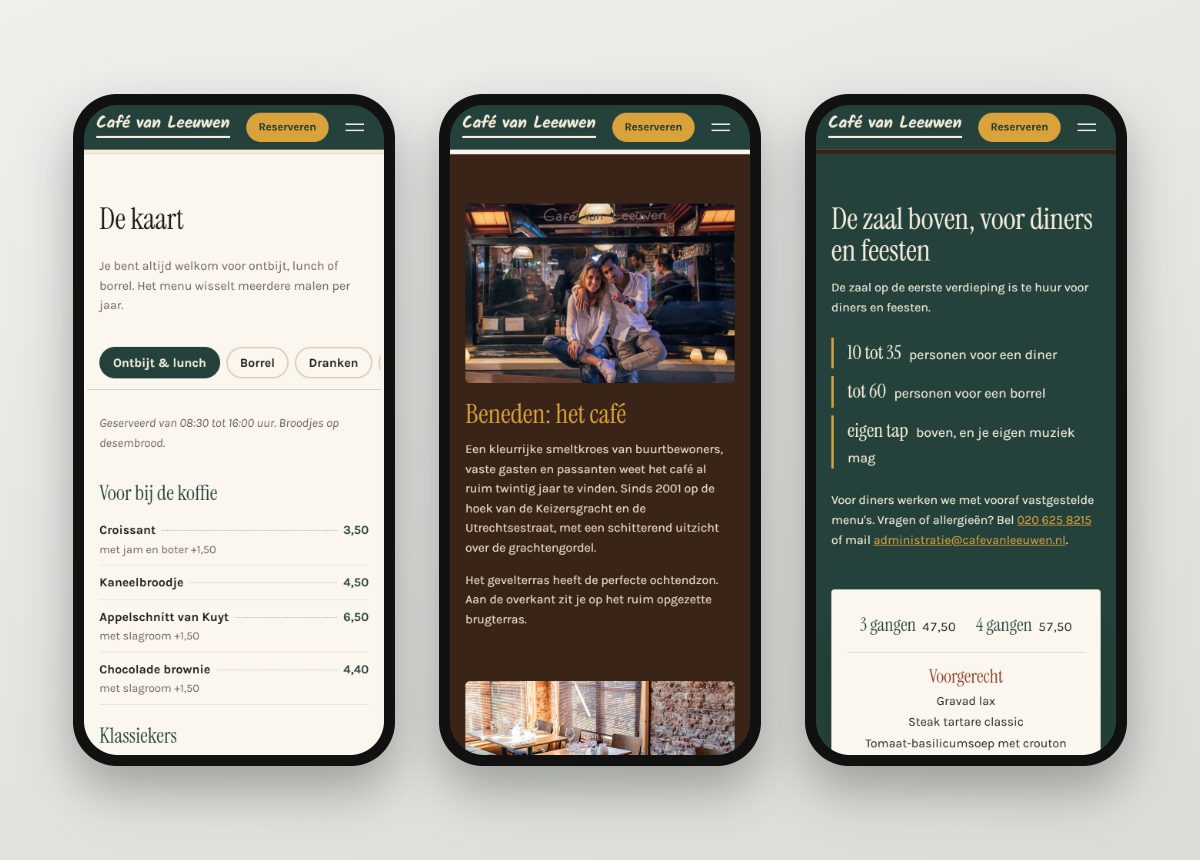 Café van Leeuwen
Reserveren
De kaart
Je bent altijd welkom voor ontbijt, lunch of
borrel. Het menu wisselt meerdere malen per
jaar.
Ontbijt & lunch
Borrel
Dranken
Geserveerd van 08:30 tot 16:00 uur. Broodjes op
desembrood.
Voor bij de koffie
Croissant 3,50
met jam en boter +1,50
Kaneelbroodje 4,50
Appelschnitt van Kuyt 6,50
met slagroom +1,50
Chocolade brownie 4,40
met slagroom +1,50
Klassiekers
Café van Leeuwen
Reserveren
Café van Leeuwen
Beneden: het café
Een kleurrijke smeltkroes van buurtbewoners,
vaste gasten en passanten weet het café al
ruim twintig jaar te vinden. Sinds 2001 op de
hoek van de Keizersgracht en de
Utrechtsestraat, met een schitterend uitzicht
over de grachtengordel.
Het gevelterras heeft de perfecte ochtendzon.
Aan de overkant zit je op het ruim opgezette
brugterras.
Café van Leeuwen
Reserveren
De zaal boven, voor diners
en feesten
De zaal op de eerste verdieping is te huur voor
diners en feesten.
10 tot 35 personen voor een diner
tot 60 personen voor een borrel
eigen tap boven, en je eigen muziek
mag
Voor diners werken we met vooraf vastgestelde
menu's. Vragen of allergieën? Bel 020 625 8215
of mail administratie@cafevanleeuwen.nl.
3 gangen 47,50 4 gangen 57,50
Voorgerecht
Gravad lax
Steak tartare classic
Tomaat-basilicumsoep met crouton